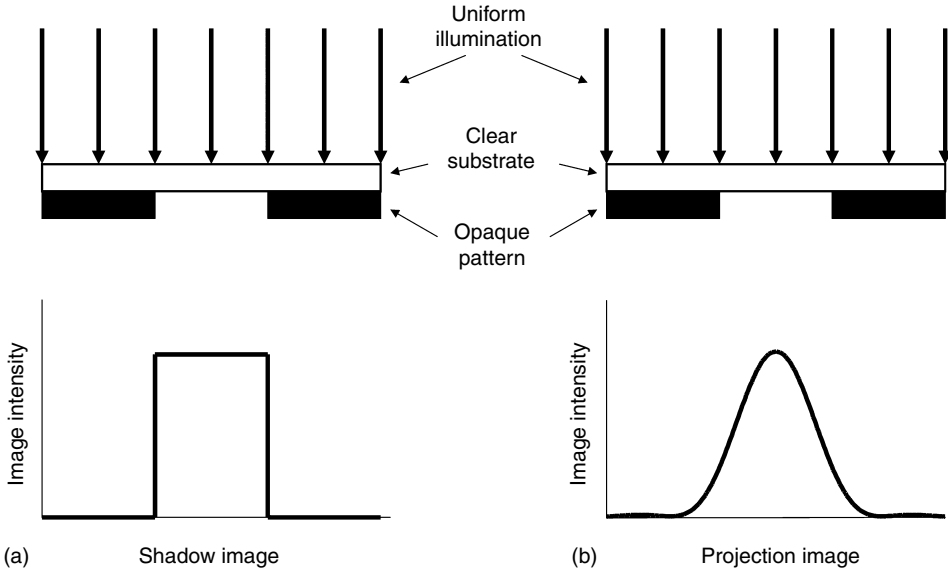 Uniform
illumination
Clear
substrate
Opaque
pattern
Image intensity
Image intensity
(a)
Shadow image
(b)
Projection image